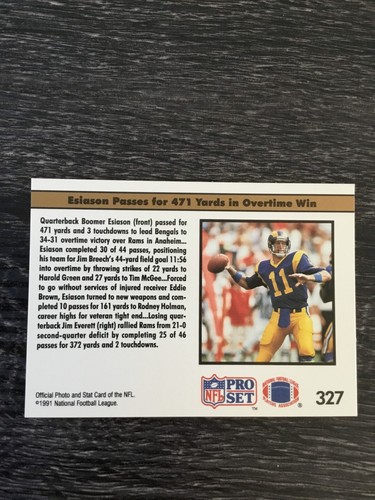 Esiason Passes for 471 Yards in Overtime Win
Quarterback Boomer Esiason (front) passed for
471 yards and 3 touchdowns to lead Bengals to
34-31 overtime victory over Rams in Anaheim...
Esiason completed 30 of 44 passes, positioning
his team for Jim Breech's 44-yard field goal 11:56
into overtime by throwing strikes of 22 yards to
Harold Green and 27 yards to Tim McGee...Forced
to go without services of injured receiver Eddie
Brown, Esiason turned to new weapons and com-
pleted 10 passes for 161 yards to Rodney Holman,
career highs for veteran tight end...Losing quar-
terback Jim Everett (right) rallied Rams from 21-0
second-quarter deficit by completing 25 of 46
passes for 372 yards and 2 touchdowns.
11
Official Photo and Stat Card of the NFL.
©1991 National Football League.
NFL
PRO
SET
TM
®
327